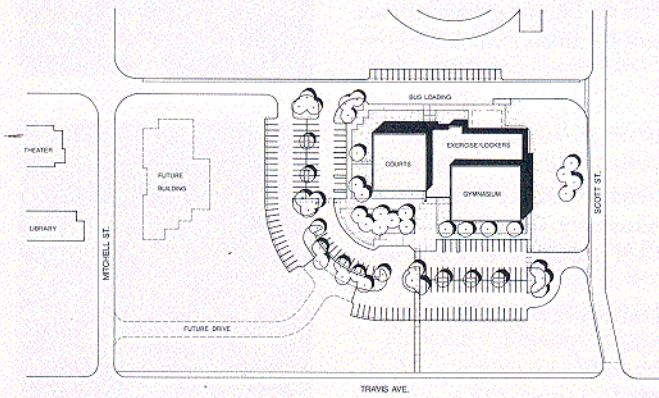 BUS LOADING
THEATER
EXERCISE/LOCKERS
COURTS
FUTURE
BUILDING
GYMNASIUM
SCOTT ST.
LIBRARY
MITCHELL ST.
FUTURE DRIVE
TRAVIS AVE.